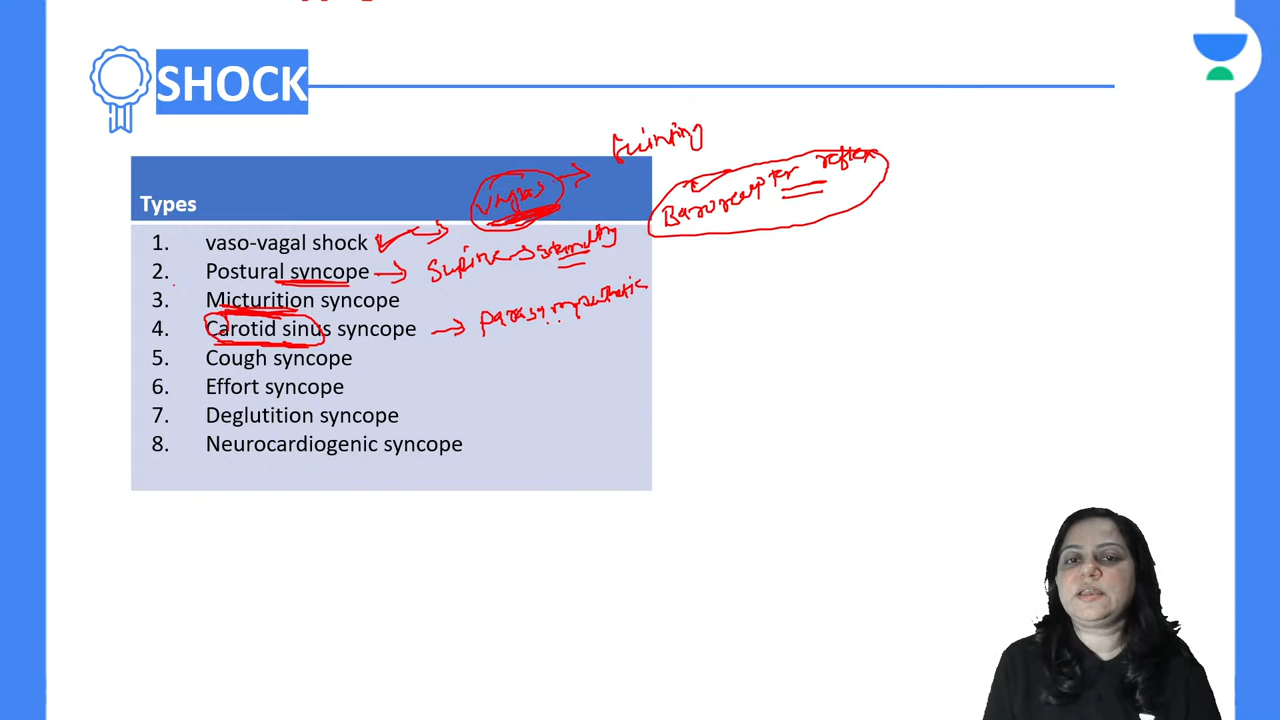 SHOCK
fainting
Baroreceptor reflex
vagus
Types
1. vaso-vagal shock
2. Postural syncope
supine → standing
3. Micturition syncope
4. Carotid sinus syncope
parasympathetic
5. Cough syncope
6. Effort syncope
7. Deglutition syncope
8. Neurocardiogenic syncope